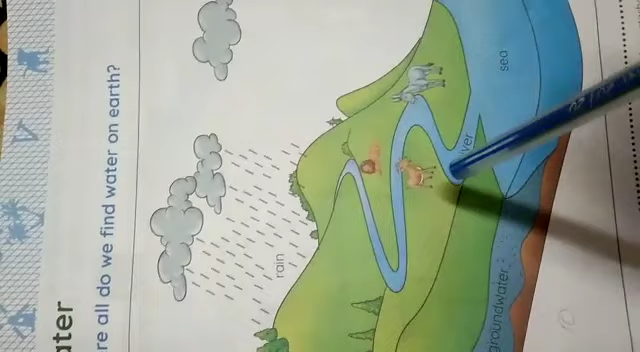 ater
re all do we find water on earth?
rain
ver
groundwater
sea